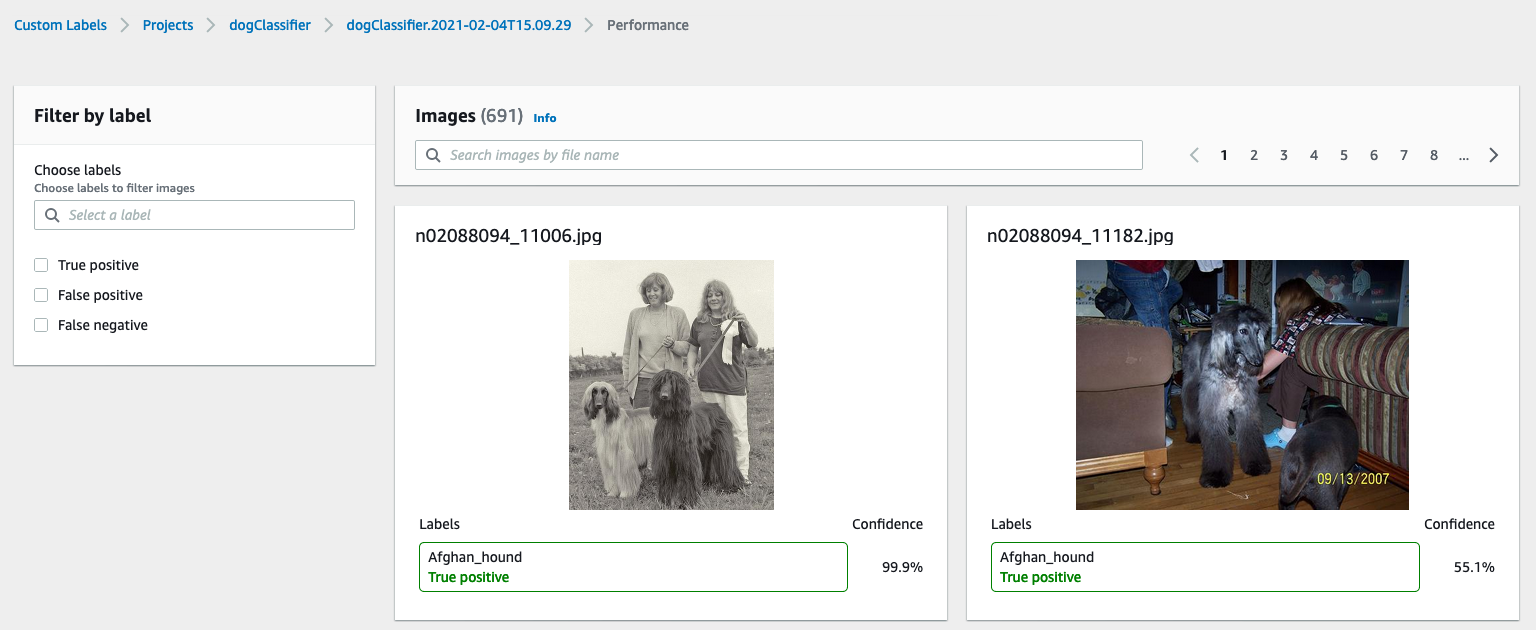 Custom Labels > Projects > dogClassifier > dogClassifier.2021-02-04T15.09.29 > Performance
Filter by label
Choose labels
Choose labels to filter images
Select a label
True positive
False positive
False negative
Images (691) Info
Search images by file name
< 1 2 3 4 5 6 7 8 ... >
n02088094_11006.jpg
Labels Confidence
Afghan_hound
True positive
99.9%
n02088094_11182.jpg
09/13/2007
Labels Confidence
Afghan_hound
True positive
55.1%